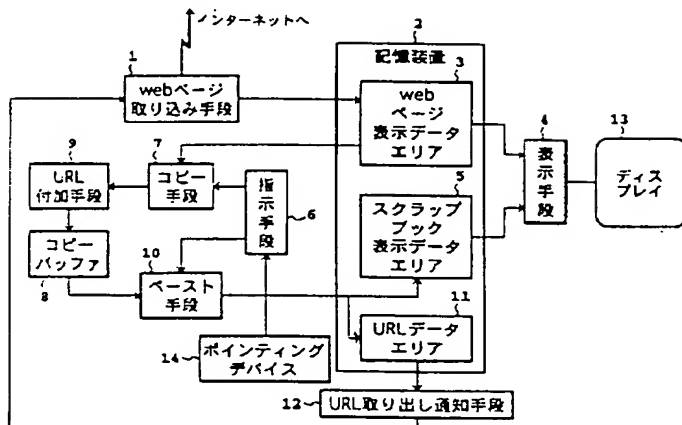 インターネットへ
1
webページ
取り込み手段
2
記憶装置
3
web
ページ
表示データ
エリア
4
表示手段
13
ディス
プレイ
9
URL
付加手段
7
コピー
手段
指示手段
6
5
スクラップ
ブック
表示データ
エリア
コピー
バッファ
8
10
ペースト
手段
11
URLデータ
エリア
14
ポインティング
デバイス
12
URL取り出し通知手段